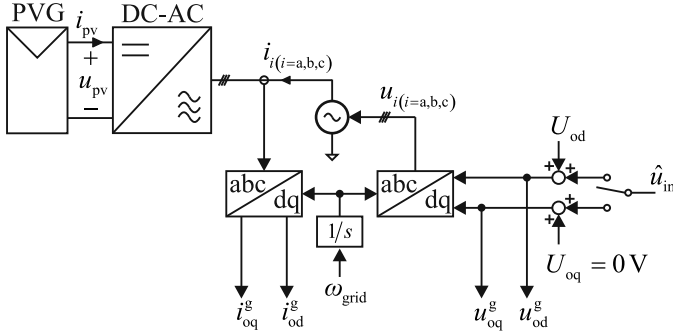 PVG DC-AC
i_pv
+
u_pv
−
i_i(i=a,b,c)
u_i(i=a,b,c)
U_od
+ +
û_in
+ +
U_oq = 0 V
abc dq
abc dq
1/s
ω_grid
i^g_oq i^g_od
u^g_oq u^g_od